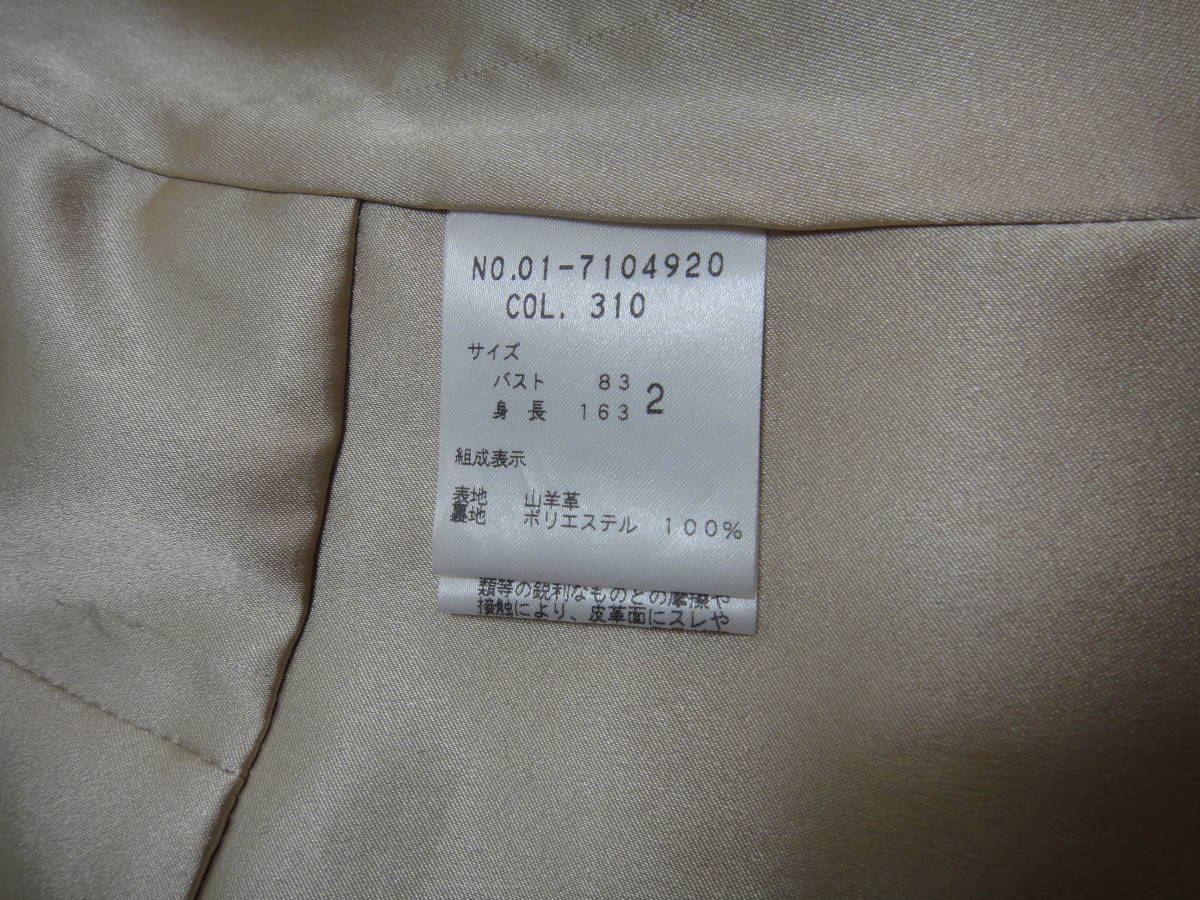 NO.01-7104920
COL. 310
サイズ
バスト 83
身長 163 2
組成表示
表地 山羊革
裏地 ポリエステル 100%
類等の鋭利なものとの摩擦や
接触により、皮革面にスレや